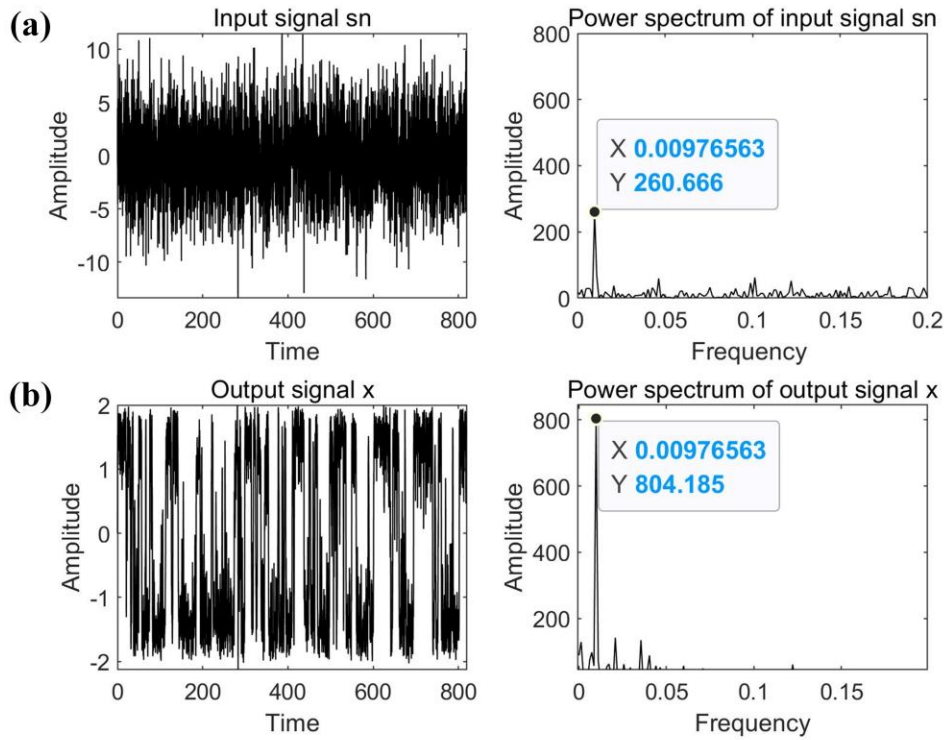 (a)
Input signal sn
10
5
0
-5
-10
Amplitude
0 200 400 600 800
Time
Power spectrum of input signal sn
800
600
400
200
0
Amplitude
X 0.00976563
Y 260.666
0 0.05 0.1 0.15 0.2
Frequency
(b)
Output signal x
2
1
0
-1
-2
Amplitude
0 200 400 600 800
Time
Power spectrum of output signal x
800
600
400
200
Amplitude
X 0.00976563
Y 804.185
0 0.05 0.1 0.15
Frequency